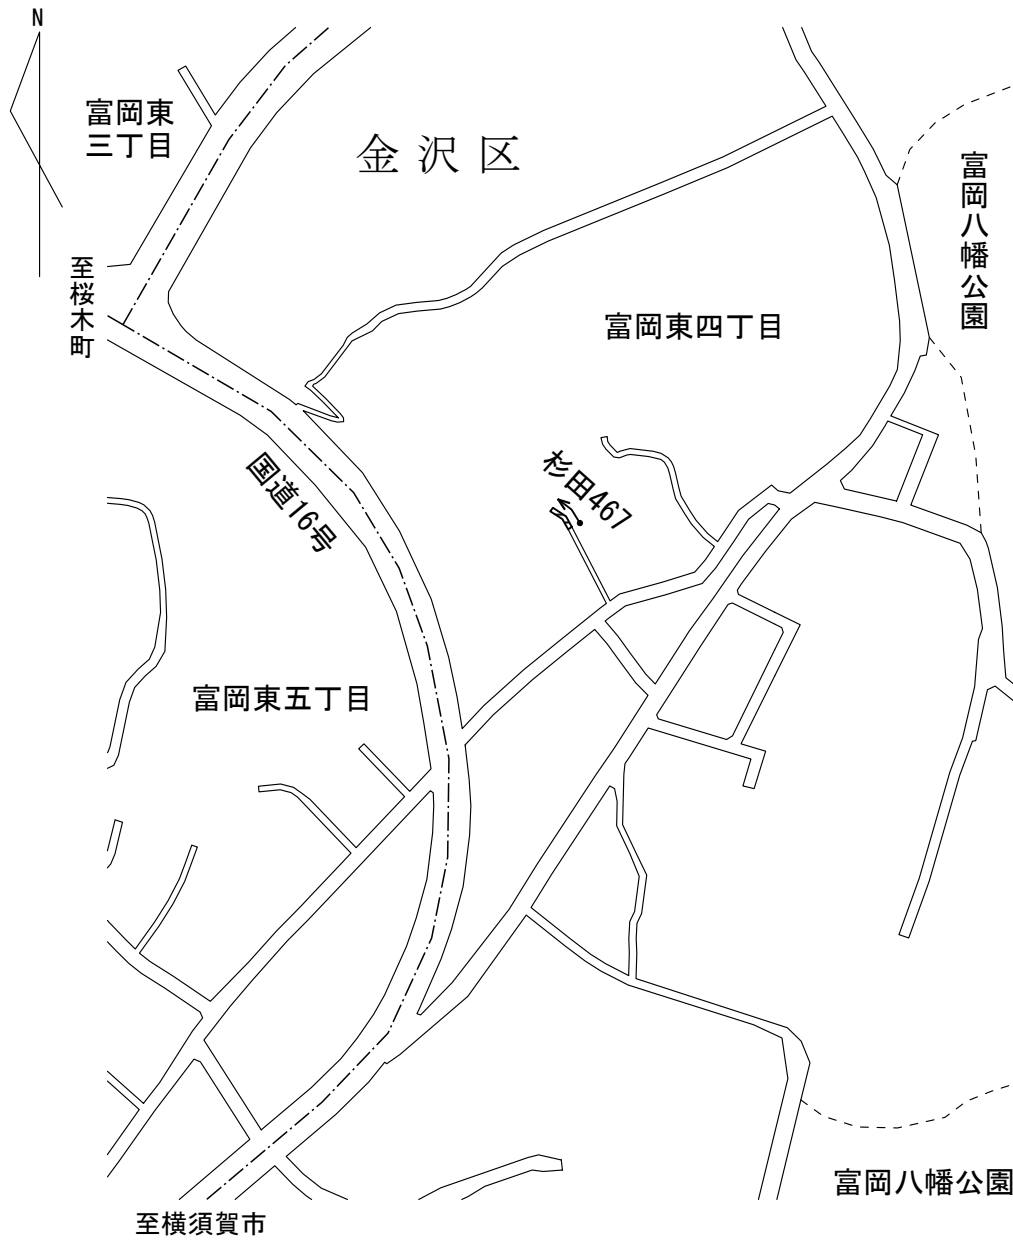 N
富岡東
三丁目
金沢区
富岡八幡公園
至桜木町
富岡東四丁目
国道16号
杉田467
富岡東五丁目
富岡八幡公園
至横須賀市